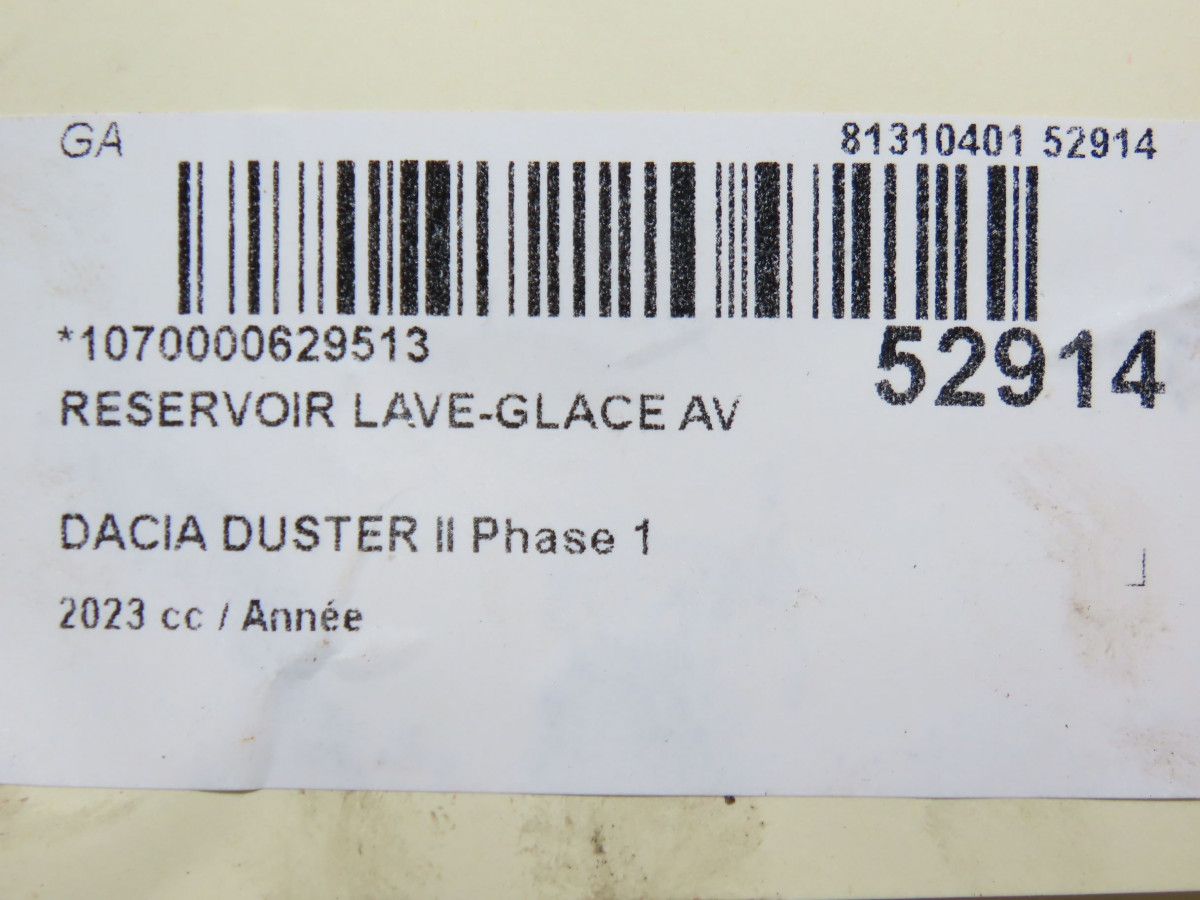 GA
81310401 52914
*1070000629513
52914
RESERVOIR LAVE-GLACE AV
DACIA DUSTER II Phase 1
2023 cc / Année